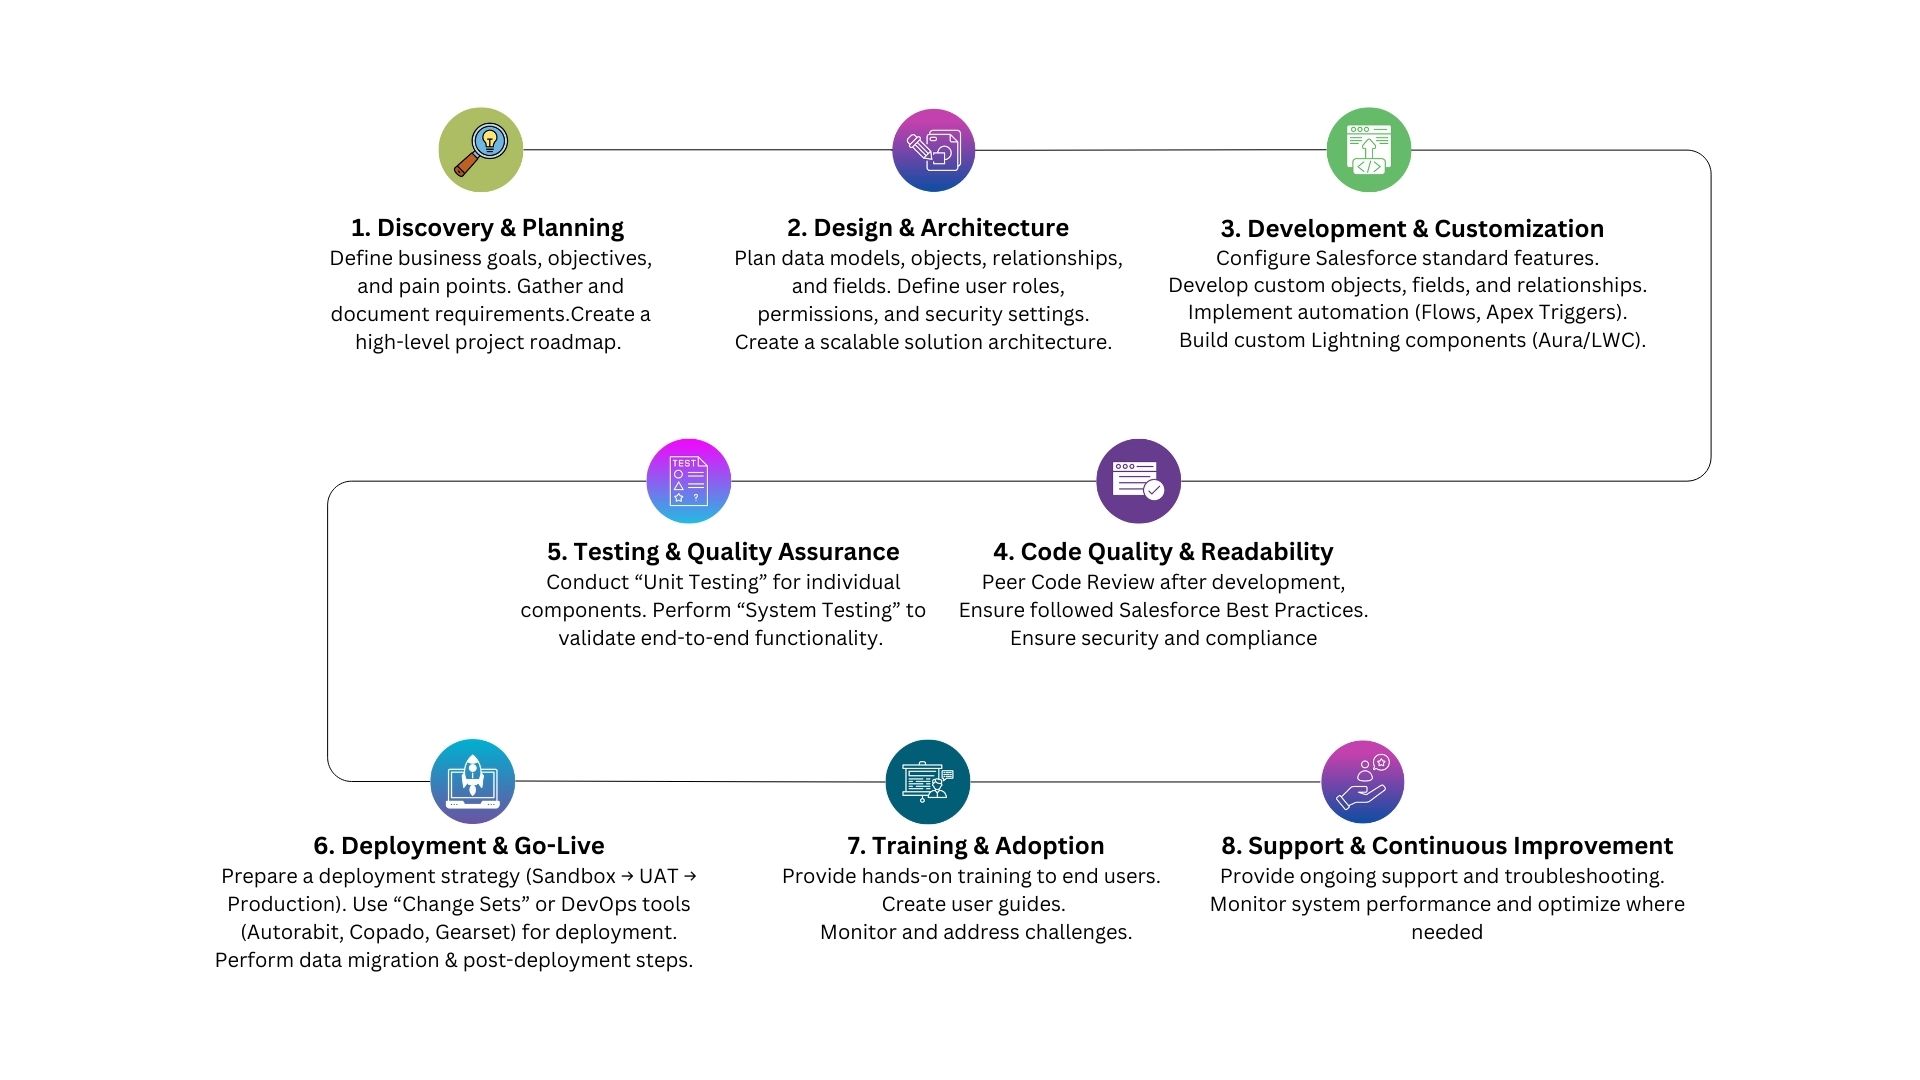 1. Discovery & Planning
Define business goals, objectives,
and pain points. Gather and
document requirements.Create a
high-level project roadmap.
2. Design & Architecture
Plan data models, objects, relationships,
and fields. Define user roles,
permissions, and security settings.
Create a scalable solution architecture.
3. Development & Customization
Configure Salesforce standard features.
Develop custom objects, fields, and relationships.
Implement automation (Flows, Apex Triggers).
Build custom Lightning components (Aura/LWC).
</>
4. Code Quality & Readability
Peer Code Review after development,
Ensure followed Salesforce Best Practices.
Ensure security and compliance
TEST
?
5. Testing & Quality Assurance
Conduct “Unit Testing” for individual
components. Perform “System Testing” to
validate end-to-end functionality.
6. Deployment & Go-Live
Prepare a deployment strategy (Sandbox → UAT →
Production). Use “Change Sets” or DevOps tools
(Autorabit, Copado, Gearset) for deployment.
Perform data migration & post-deployment steps.
7. Training & Adoption
Provide hands-on training to end users.
Create user guides.
Monitor and address challenges.
8. Support & Continuous Improvement
Provide ongoing support and troubleshooting.
Monitor system performance and optimize where
needed